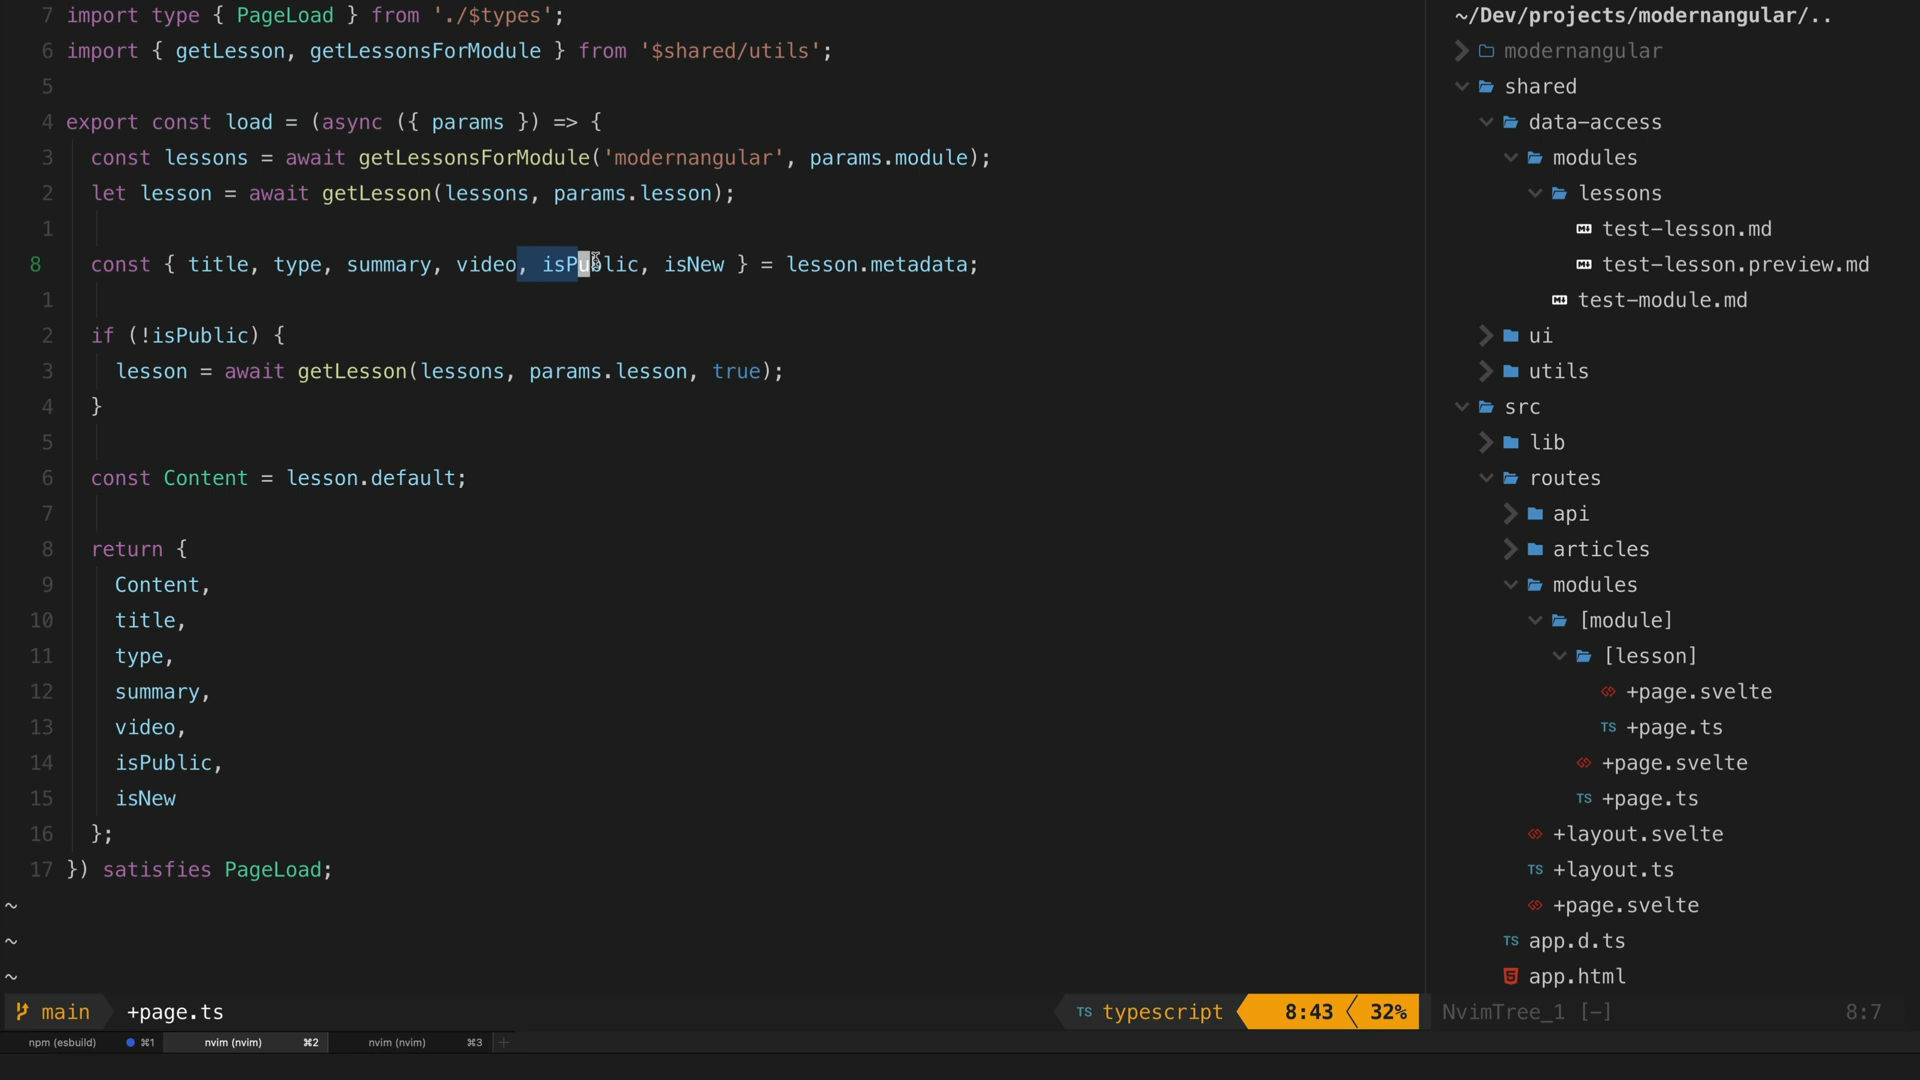 7 import type { PageLoad } from './$types';
6 import { getLesson, getLessonsForModule } from '$shared/utils';
5
4 export const load = (async ({ params }) => {
3   const lessons = await getLessonsForModule('modernangular', params.module);
2   let lesson = await getLesson(lessons, params.lesson);
1
8   const { title, type, summary, video, isPublic, isNew } = lesson.metadata;
1
2   if (!isPublic) {
3     lesson = await getLesson(lessons, params.lesson, true);
4   }
5
6   const Content = lesson.default;
7
8   return {
9     Content,
10     title,
11     type,
12     summary,
13     video,
14     isPublic,
15     isNew
16   };
17 }) satisfies PageLoad;
~
~
~
main +page.ts TS typescript 8:43 32%
~/Dev/projects/modernangular/..
modernangular
shared
data-access
modules
lessons
test-lesson.md
test-lesson.preview.md
test-module.md
ui
utils
src
lib
routes
api
articles
modules
[module]
[lesson]
+page.svelte
TS +page.ts
+page.svelte
TS +page.ts
+layout.svelte
TS +layout.ts
+page.svelte
TS app.d.ts
app.html
NvimTree_1 [-] 8:7
npm (esbuild) ⌘1 nvim (nvim) ⌘2 nvim (nvim) ⌘3 +